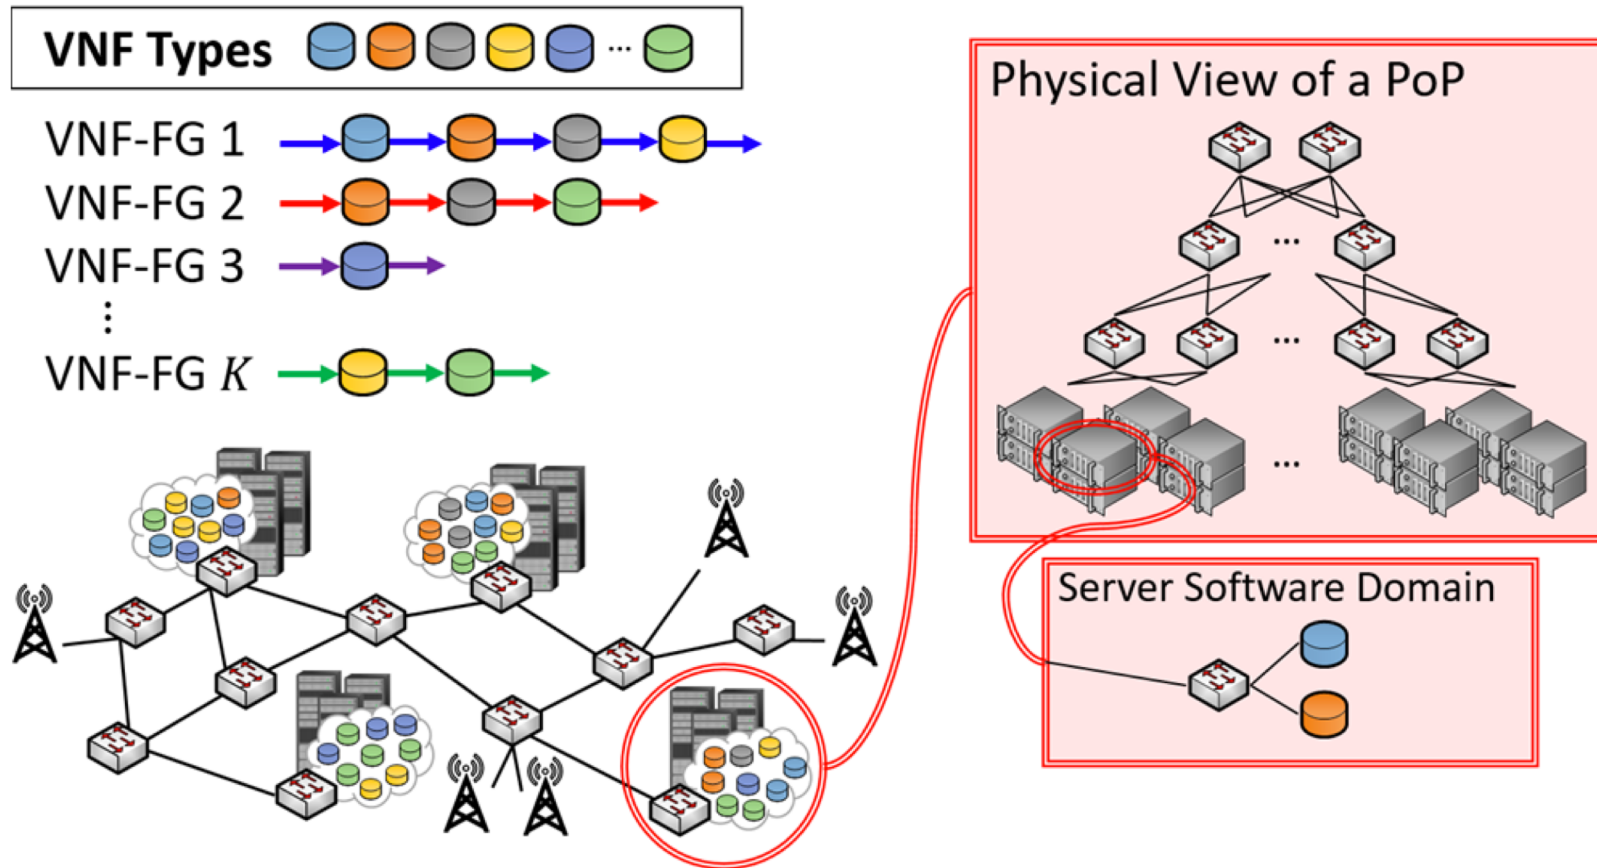 VNF Types ...
VNF-FG 1
VNF-FG 2
VNF-FG 3
⋮
VNF-FG K
Physical View of a PoP
...
...
...
Server Software Domain